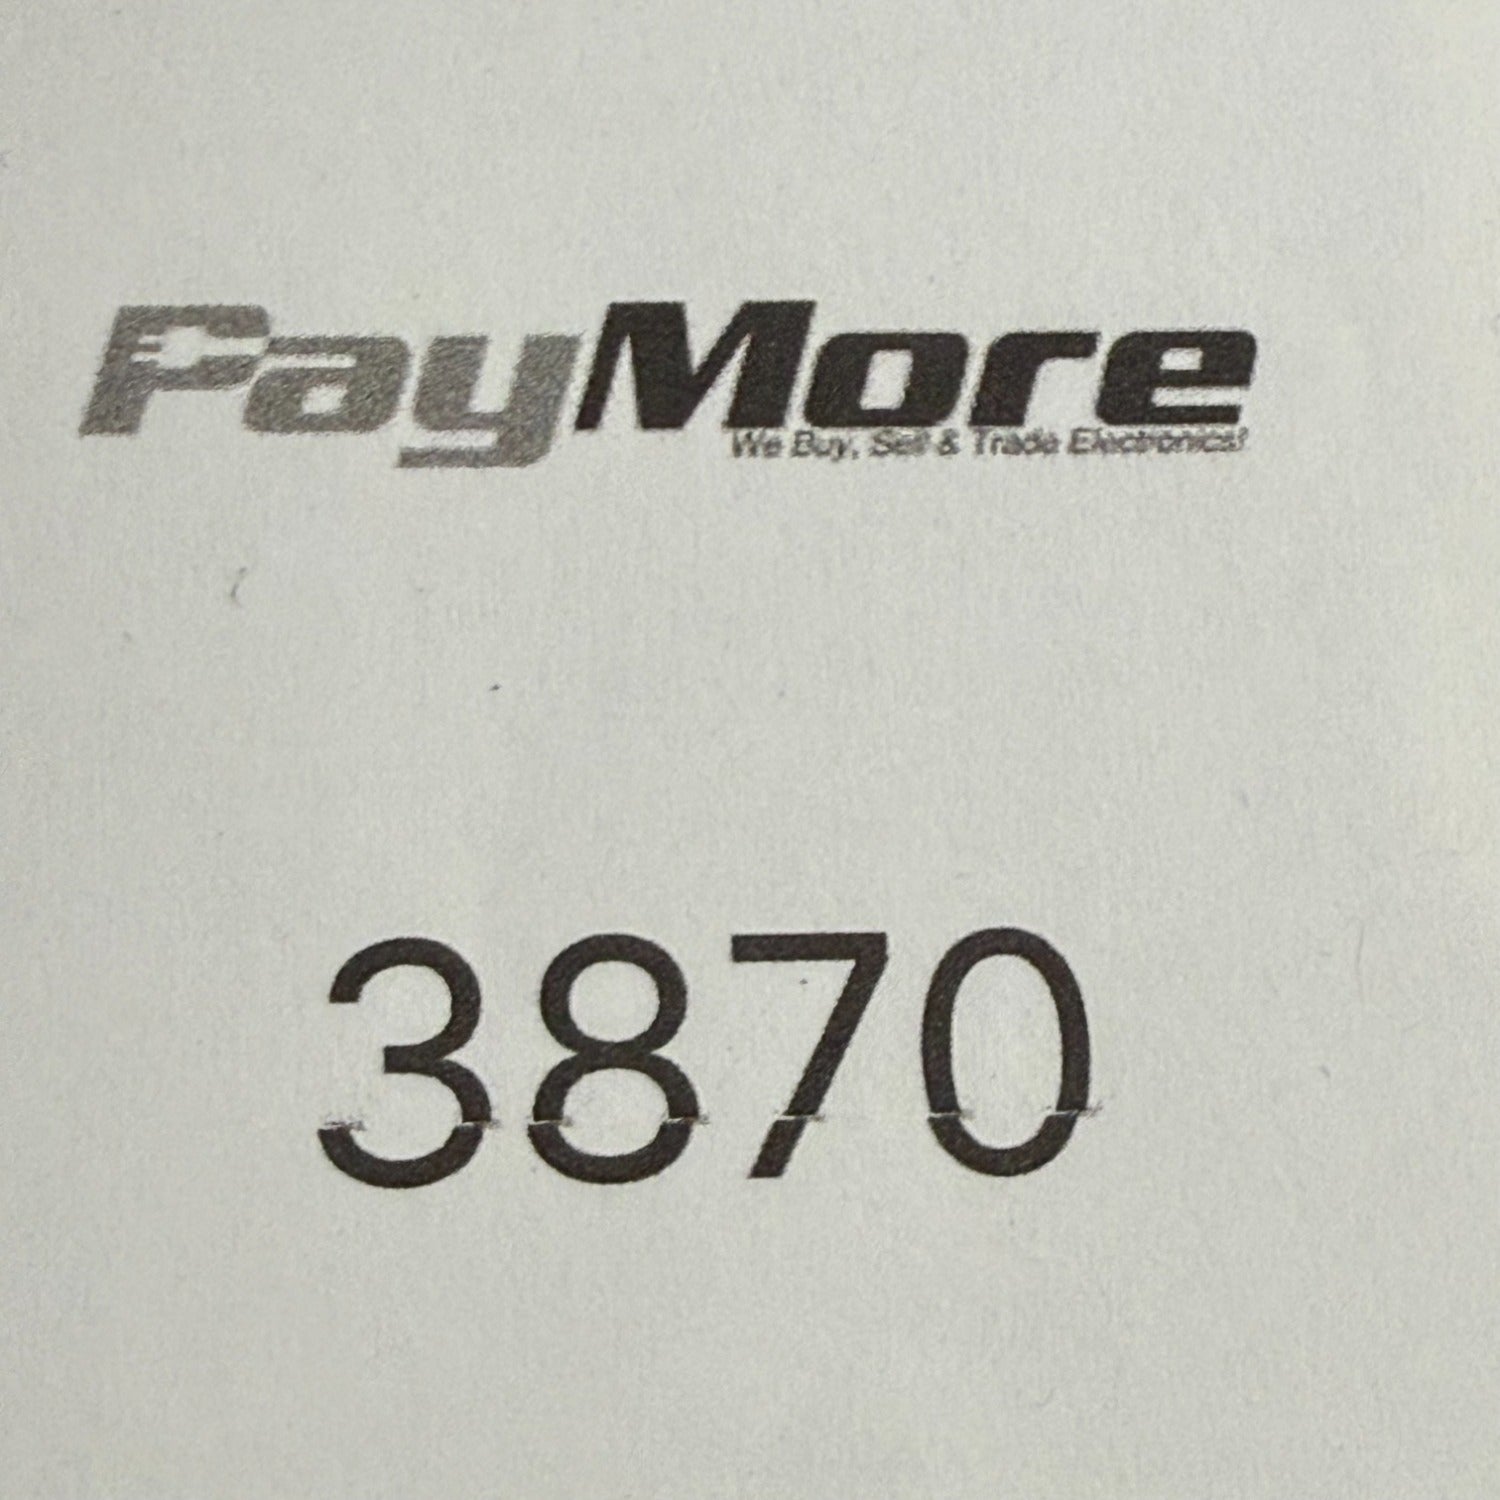 PayMore
We Buy, Sell & Trade Electronics!
3870